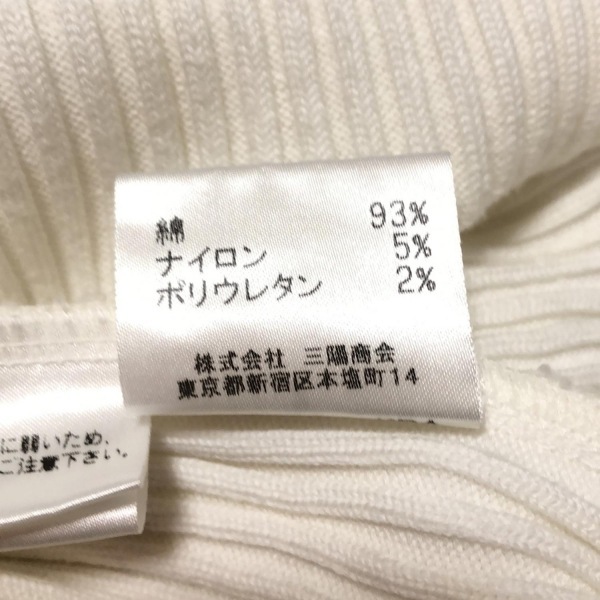 綿 93%
ナイロン 5%
ポリウレタン 2%
株式会社 三陽商会
東京都新宿区本塩町14
に弱いため、
ご注意下さい。